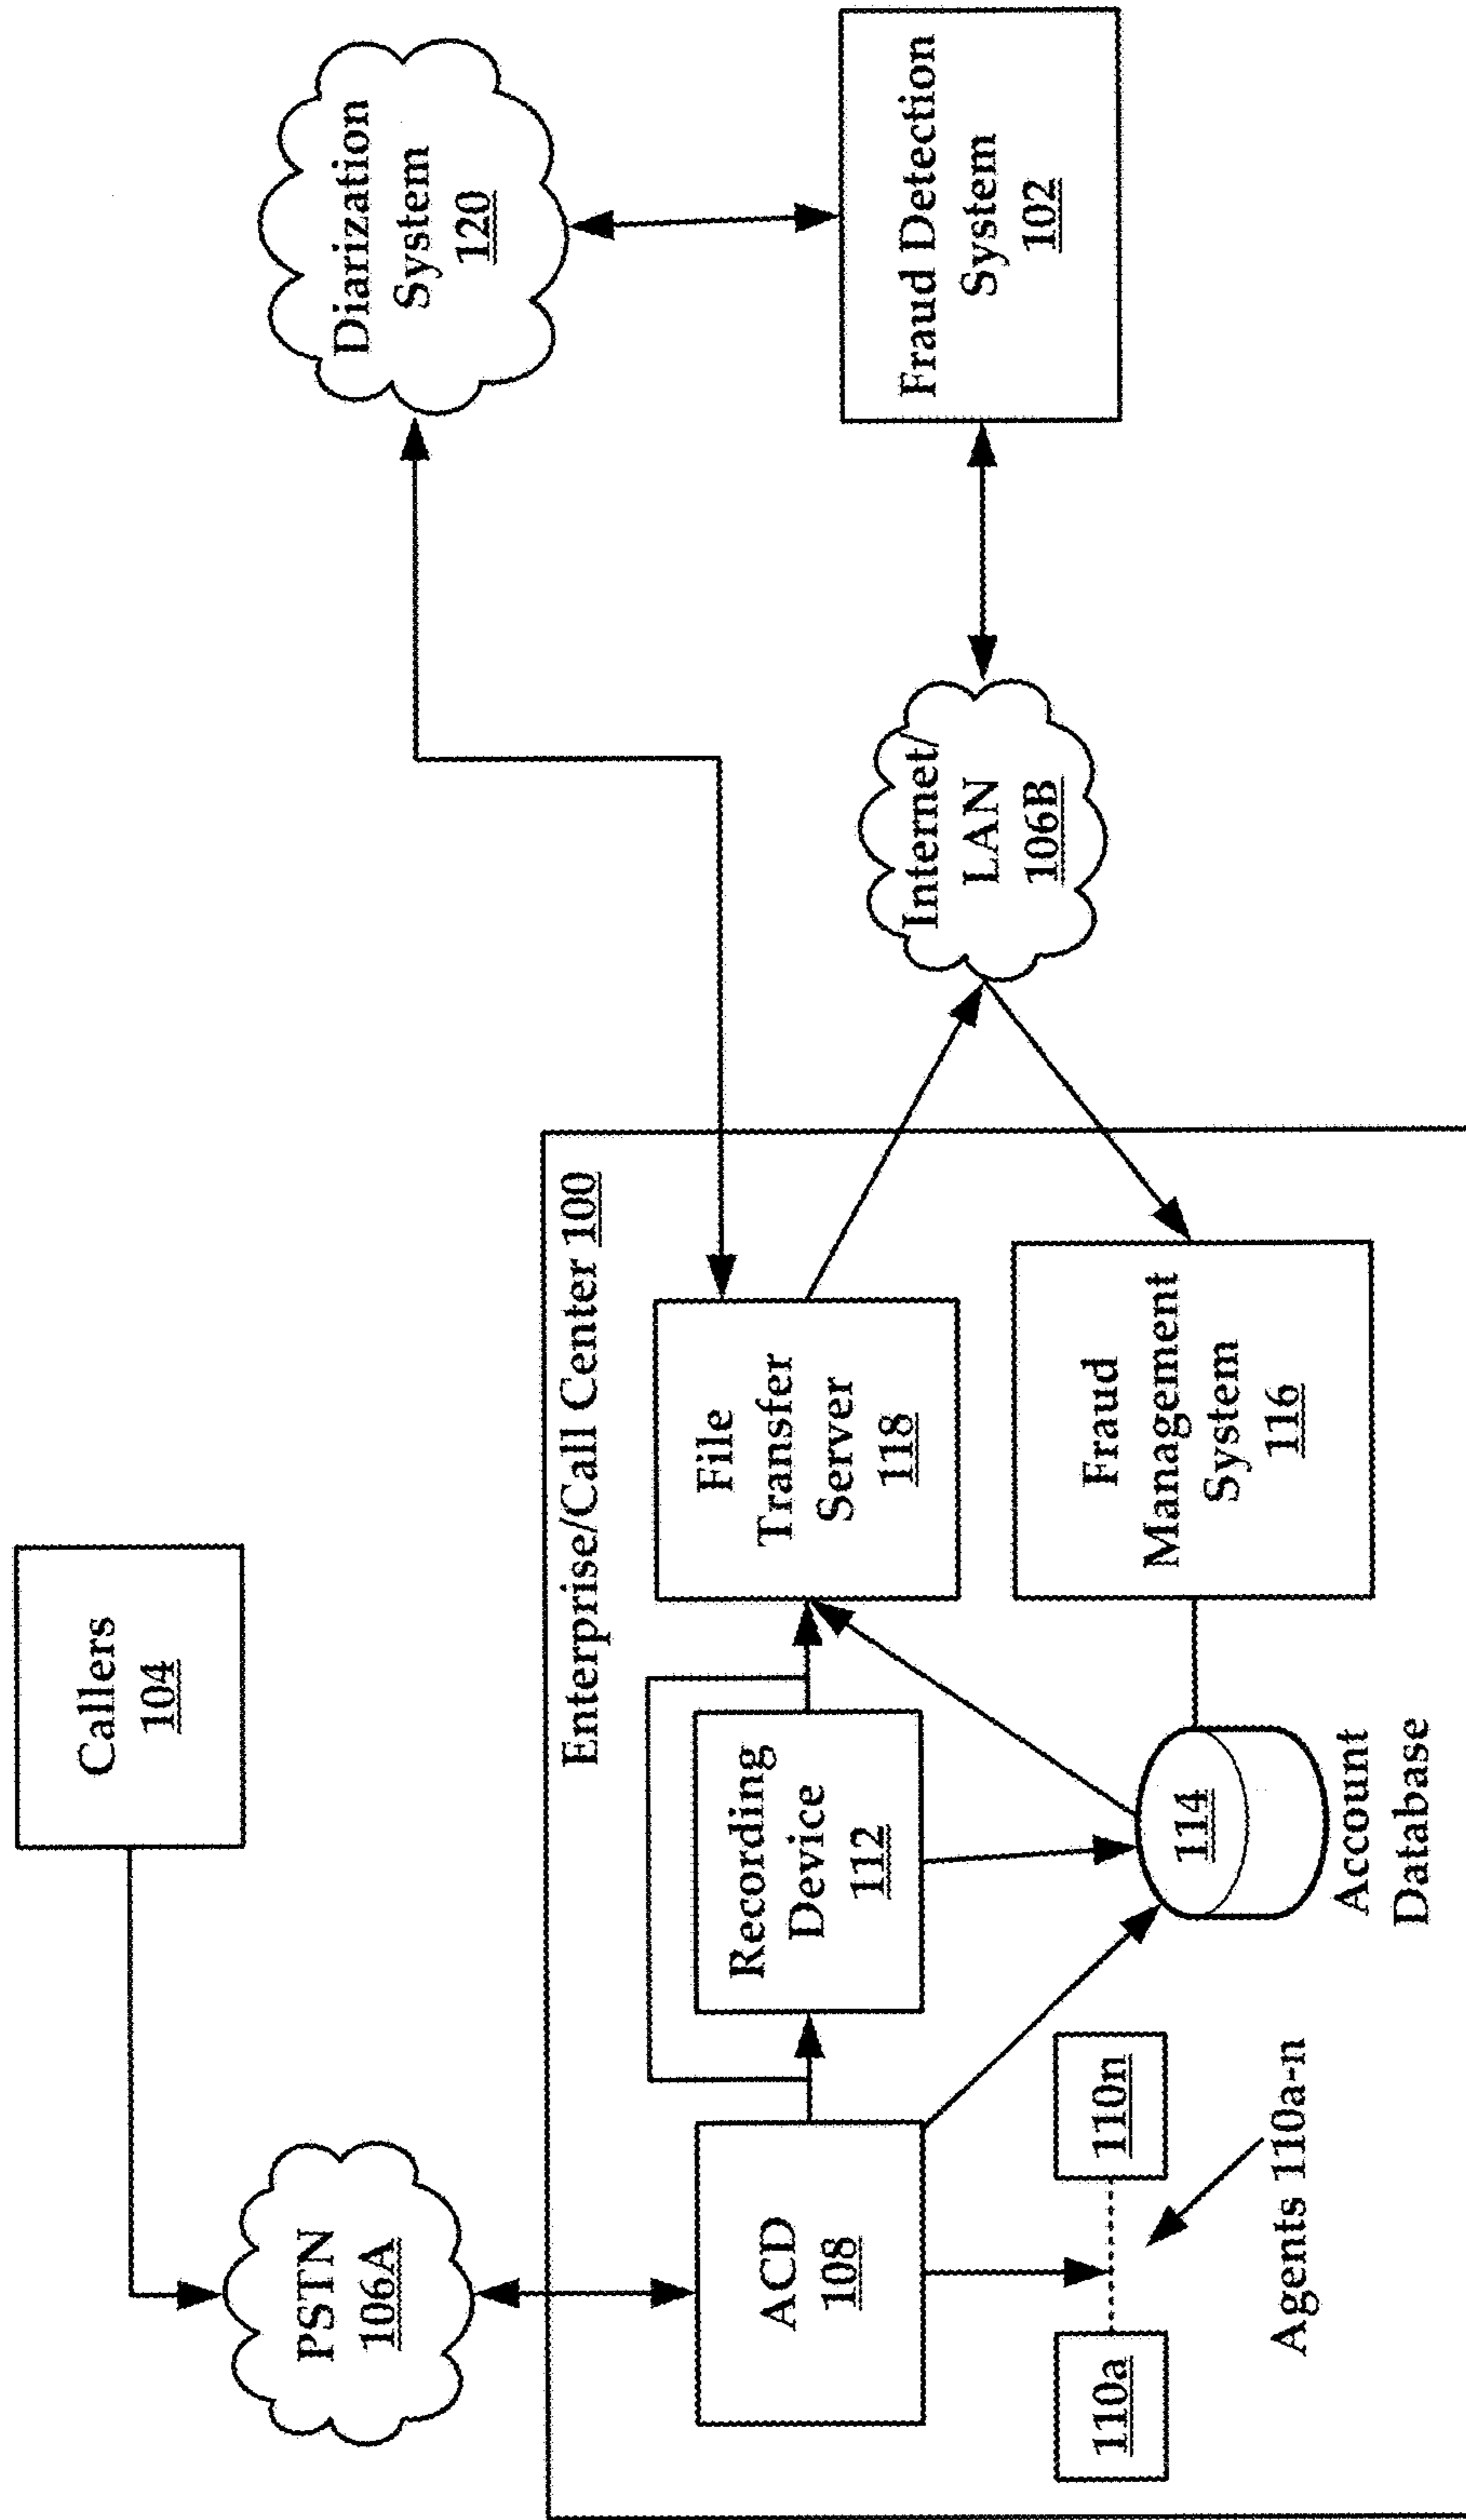 Callers
104
PSTN
106A
Diarization
System
120
Enterprise/Call Center 100
ACD
108
Recording
Device
112
File
Transfer
Server
118
Internet/
LAN
106B
Fraud Detection
System
102
110a
110n
Agents 110a-n
114
Account
Database
Fraud
Management
System
116